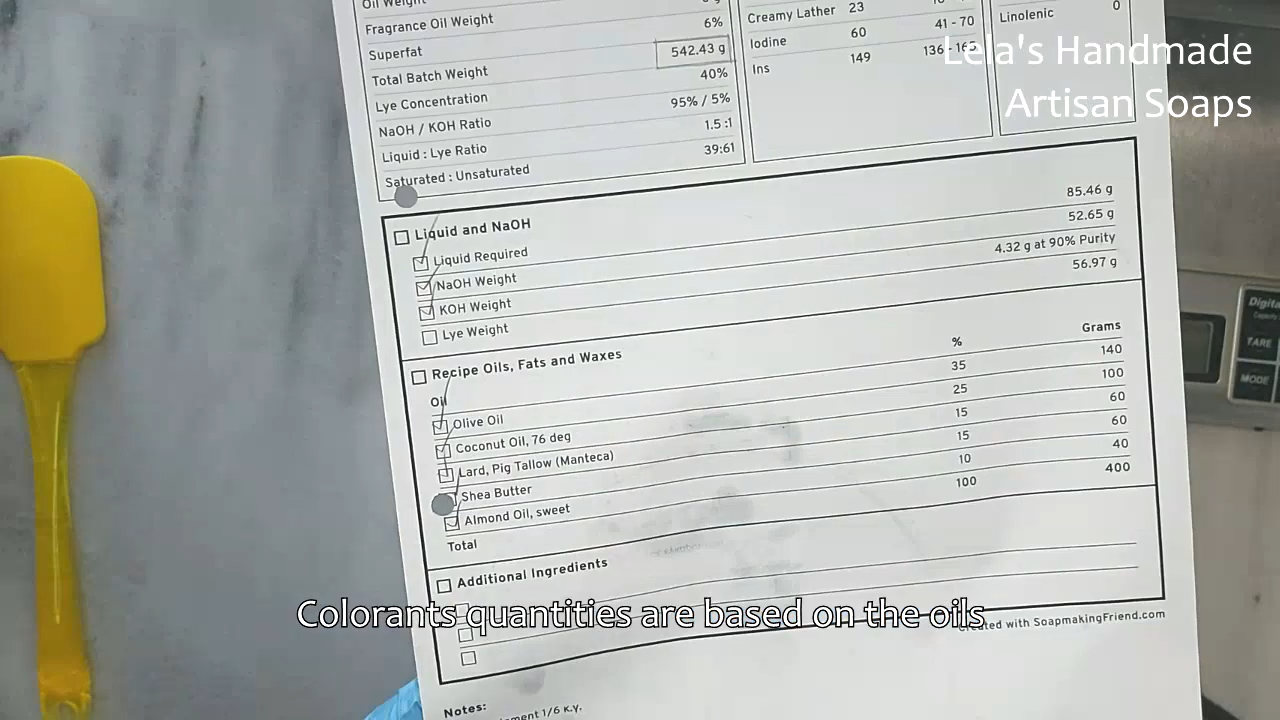 Oil Weight
Fragrance Oil Weight
Superfat 6%
Total Batch Weight 542.43 g
Lye Concentration 40%
NaOH / KOH Ratio 95% / 5%
Liquid : Lye Ratio 1.5 :1
Saturated : Unsaturated 39:61
Creamy Lather 23
Iodine 60 41 - 70
Ins 149 136 - 165
Linolenic 0
Lela's Handmade
Artisan Soaps
Liquid and NaOH
Liquid Required 85.46 g
NaOH Weight 52.65 g
KOH Weight 4.32 g at 90% Purity
Lye Weight 56.97 g
Recipe Oils, Fats and Waxes
Oil % Grams
Olive Oil 35 140
Coconut Oil, 76 deg 25 100
Lard, Pig Tallow (Manteca) 15 60
Shea Butter 15 60
Almond Oil, sweet 10 40
Total 100 400
Additional Ingredients
Colorants quantities are based on the oils
Created with SoapmakingFriend.com
Notes:
1/6 к.у.
TARE
MODE